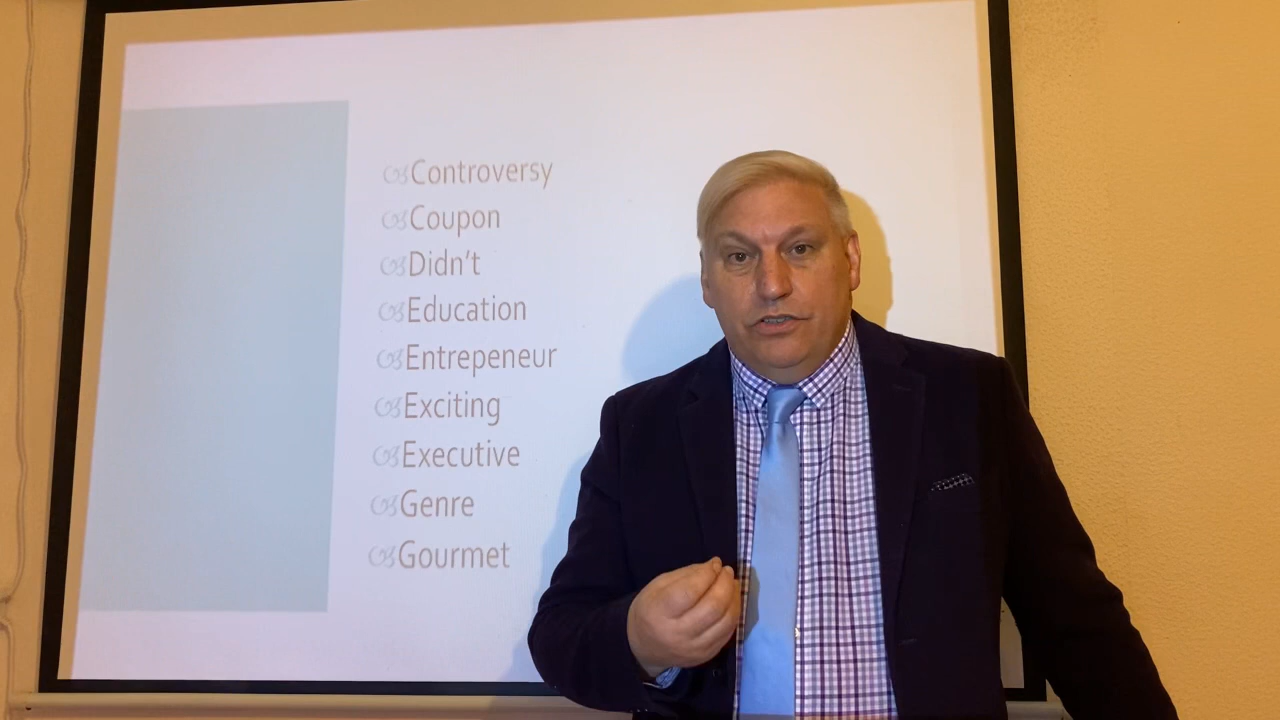 Controversy
Coupon
Didn't
Education
Entrepeneur
Exciting
Executive
Genre
Gourmet